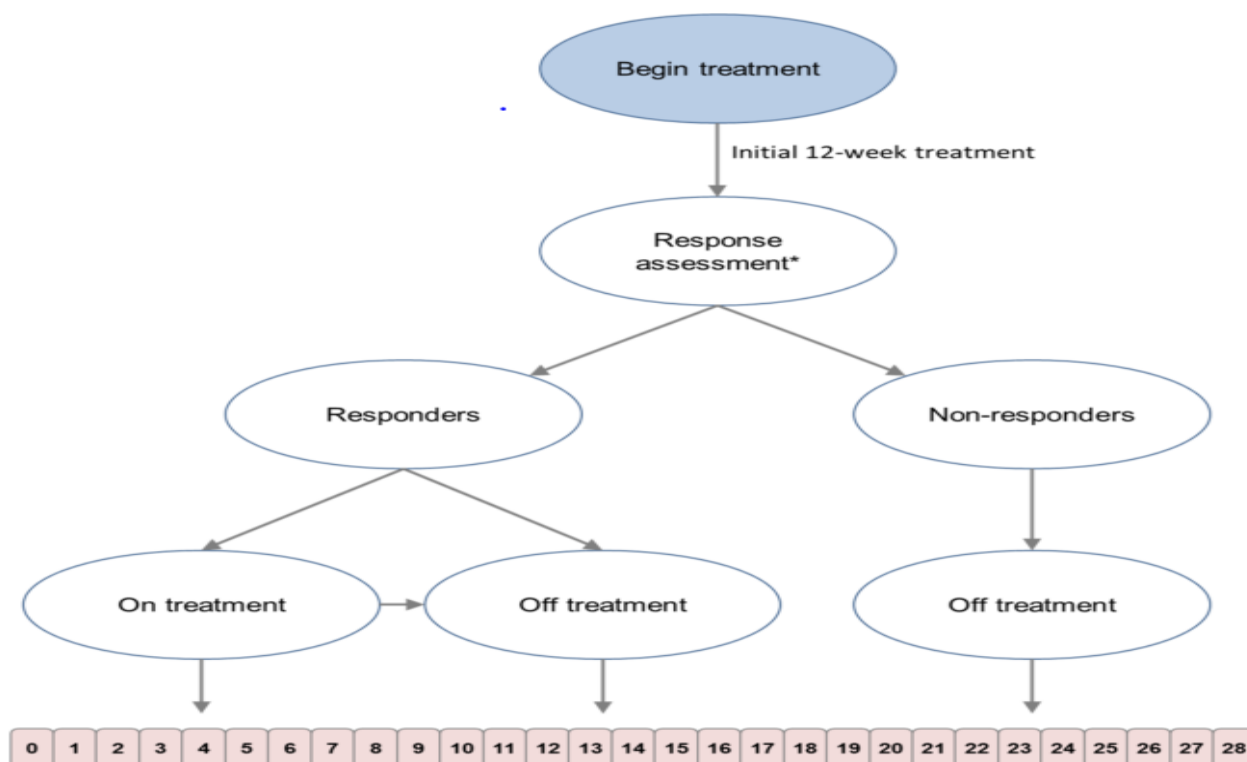 Begin treatment
Initial 12-week treatment
Response
assessment*
Responders
Non-responders
On treatment
Off treatment
Off treatment
0 1 2 3 4 5 6 7 8 9 10 11 12 13 14 15 16 17 18 19 20 21 22 23 24 25 26 27 28